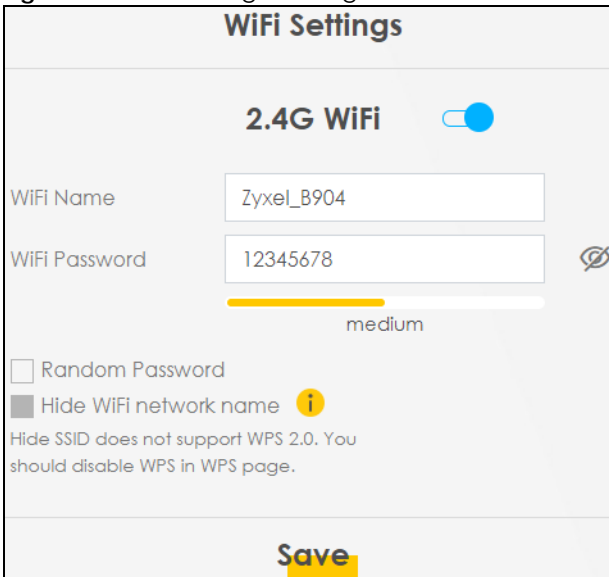 WiFi Settings
2.4G WiFi
WiFi Name
Zyxel_B904
WiFi Password
12345678
medium
Random Password
Hide WiFi network name i
Hide SSID does not support WPS 2.0. You
should disable WPS in WPS page.
Save